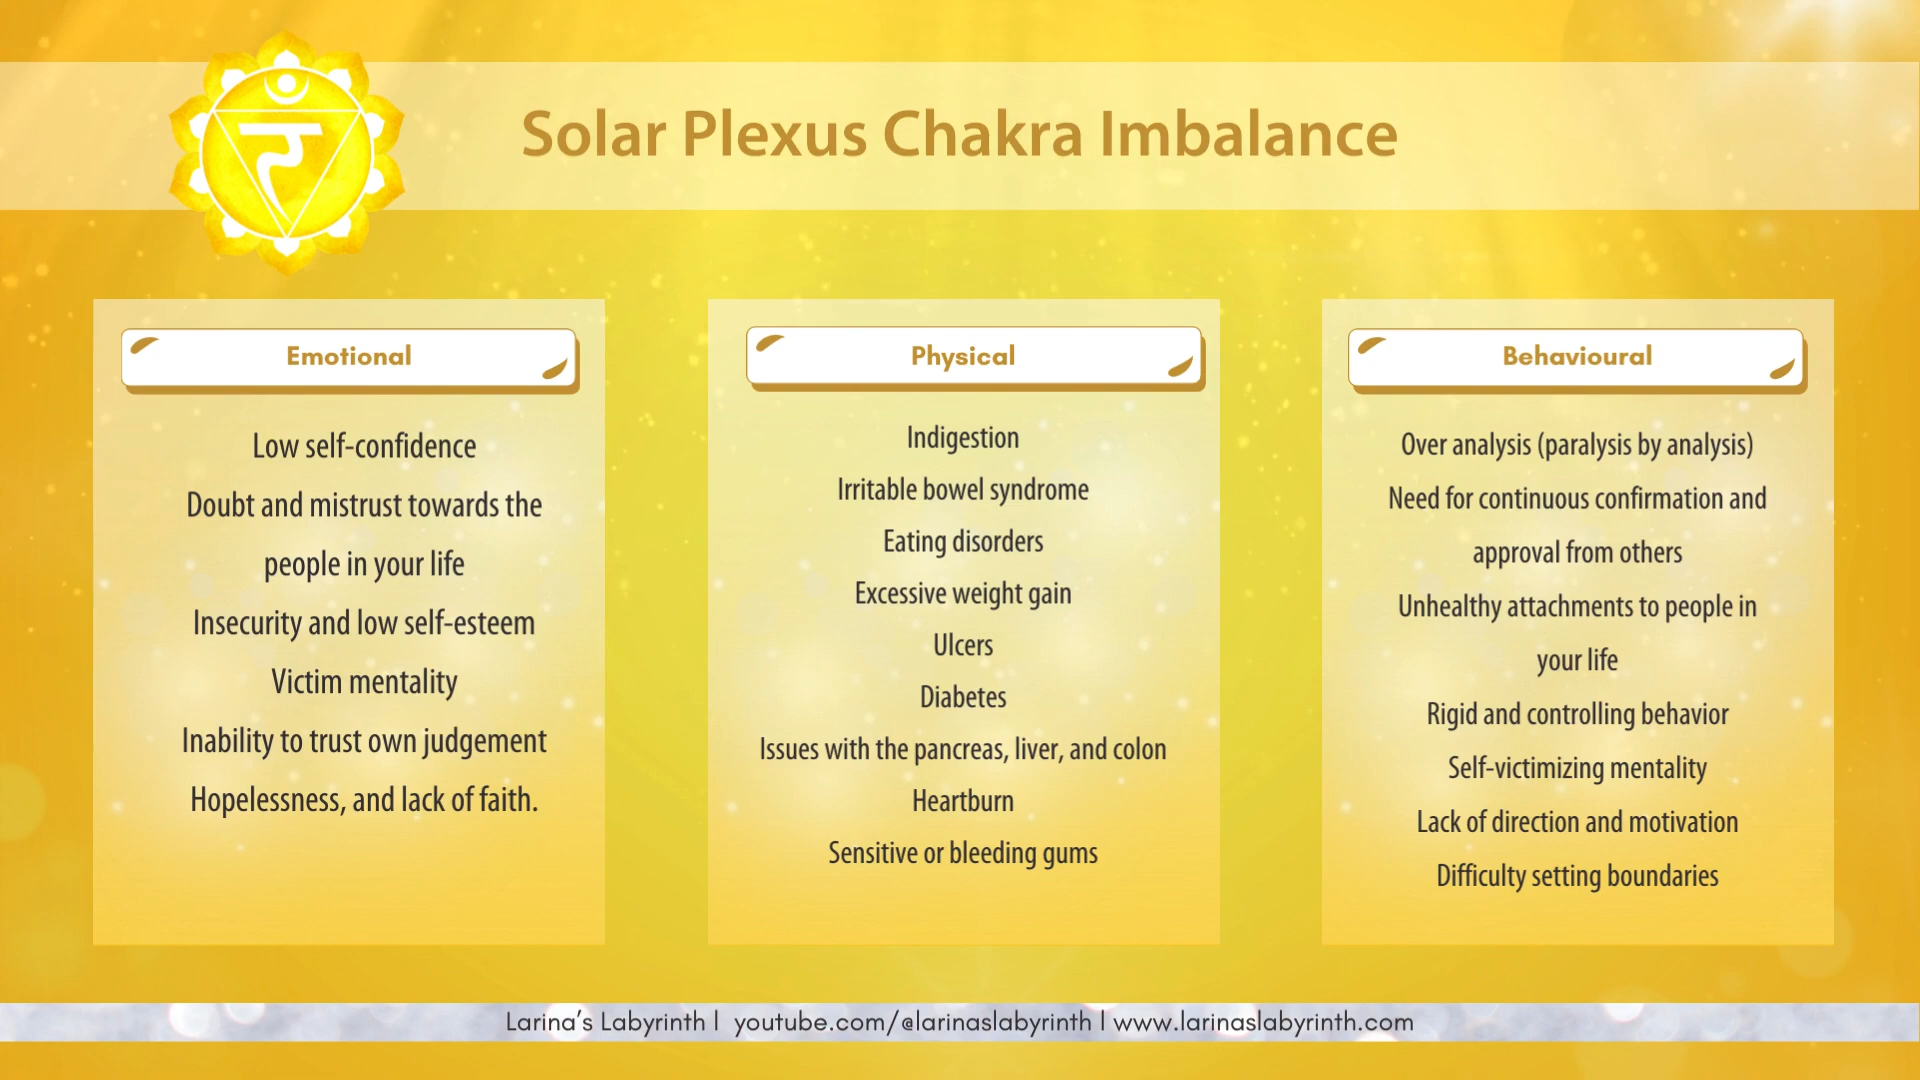 र
Solar Plexus Chakra Imbalance
Emotional
Low self-confidence
Doubt and mistrust towards the
people in your life
Insecurity and low self-esteem
Victim mentality
Inability to trust own judgement
Hopelessness, and lack of faith.
Physical
Indigestion
Irritable bowel syndrome
Eating disorders
Excessive weight gain
Ulcers
Diabetes
Issues with the pancreas, liver, and colon
Heartburn
Sensitive or bleeding gums
Behavioural
Over analysis (paralysis by analysis)
Need for continuous confirmation and
approval from others
Unhealthy attachments to people in
your life
Rigid and controlling behavior
Self-victimizing mentality
Lack of direction and motivation
Difficulty setting boundaries
Larina's Labyrinth | youtube.com/@larinaslabyrinth | www.larinaslabyrinth.com